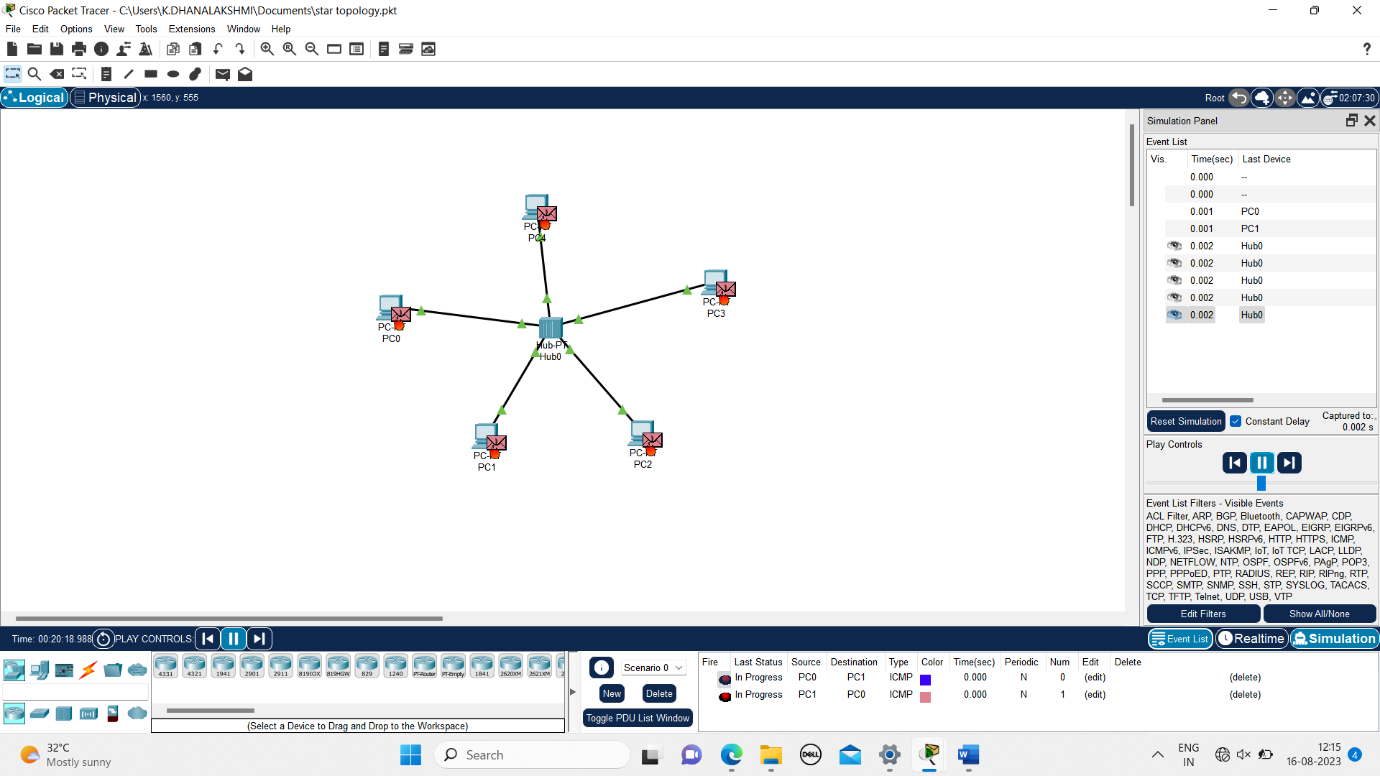 Cisco Packet Tracer - C:\Users\K.DHANALAKSHMI\Documents\star topology.pkt
File Edit Options View Tools Extensions Window Help
?
Logical Physical x: 1560, y: 555
Root 02:07:30
Simulation Panel
Event List
Vis. Time(sec) Last Device
0.000 --
0.000 --
0.001 PC0
0.001 PC1
0.002 Hub0
0.002 Hub0
0.002 Hub0
0.002 Hub0
0.002 Hub0
Reset Simulation Constant Delay
Captured to:
0.002 s
Play Controls
Event List Filters - Visible Events
ACL Filter, ARP, BGP, Bluetooth, CAPWAP, CDP,
DHCP, DHCPv6, DNS, DTP, EAPOL, EIGRP, EIGRPv6,
FTP, H.323, HSRP, HSRPv6, HTTP, HTTPS, ICMP,
ICMPv6, IPSec, ISAKMP, IoT, IoT TCP, LACP, LLDP,
NDP, NETFLOW, NTP, OSPF, OSPFv6, PAgP, POP3,
PPP, PPPoED, PTP, RADIUS, REP, RIP, RIPng, RTP,
SCCP, SMTP, SNMP, SSH, STP, SYSLOG, TACACS,
TCP, TFTP, Telnet, UDP, USB, VTP
Edit Filters Show All/None
PC4
PC3
PC0
Hub-PT
Hub0
PC1
PC2
Time: 00:20:18.988 PLAY CONTROLS:
Event List Realtime Simulation
4331 4321 1941 2901 2911 819IOX 819HGW 829 1240 PT-Router PT-Empty 1841 2620XM 2621XM
(Select a Device to Drag and Drop to the Workspace)
Scenario 0
New Delete
Toggle PDU List Window
Fire Last Status Source Destination Type Color Time(sec) Periodic Num Edit Delete
In Progress PC0 PC1 ICMP 0.000 N 0 (edit) (delete)
In Progress PC1 PC0 ICMP 0.000 N 1 (edit) (delete)
32°C
Mostly sunny
Search
DELL
ENG
IN
12:15
16-08-2023
4